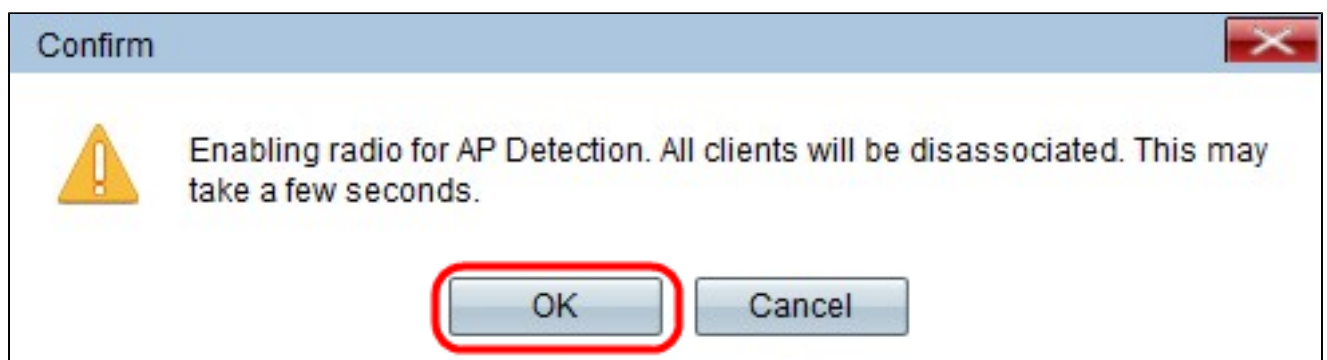 Confirm
Enabling radio for AP Detection. All clients will be disassociated. This may
take a few seconds.
OK
Cancel